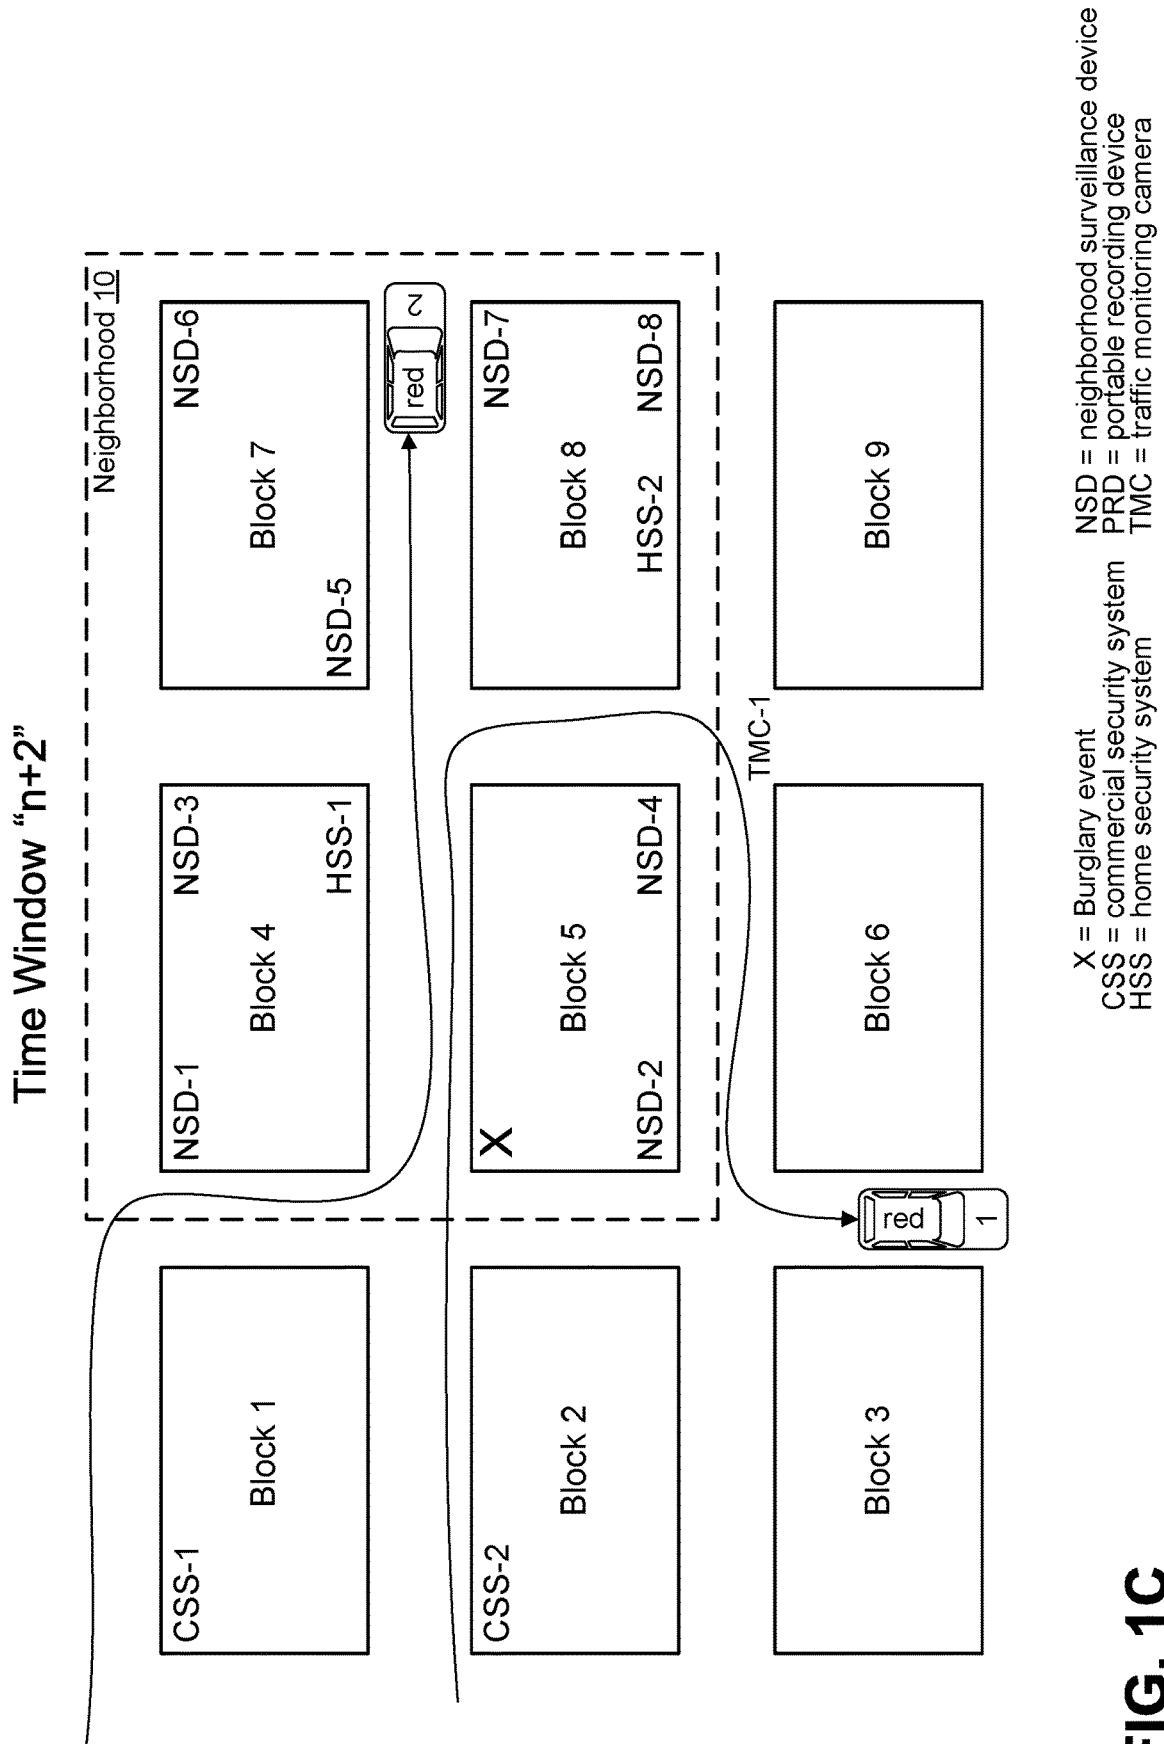 Time Window “n+2”
Neighborhood 10
CSS-1
Block 1
NSD-1
NSD-3
Block 4
HSS-1
NSD-6
Block 7
NSD-5
red
2
CSS-2
Block 2
X
Block 5
NSD-2
NSD-4
NSD-7
Block 8
HSS-2
NSD-8
TMC-1
Block 3
red
1
Block 6
Block 9
X = Burglary event
CSS = commercial security system
HSS = home security system
NSD = neighborhood surveillance device
PRD = portable recording device
TMC = traffic monitoring camera
FIG. 1C